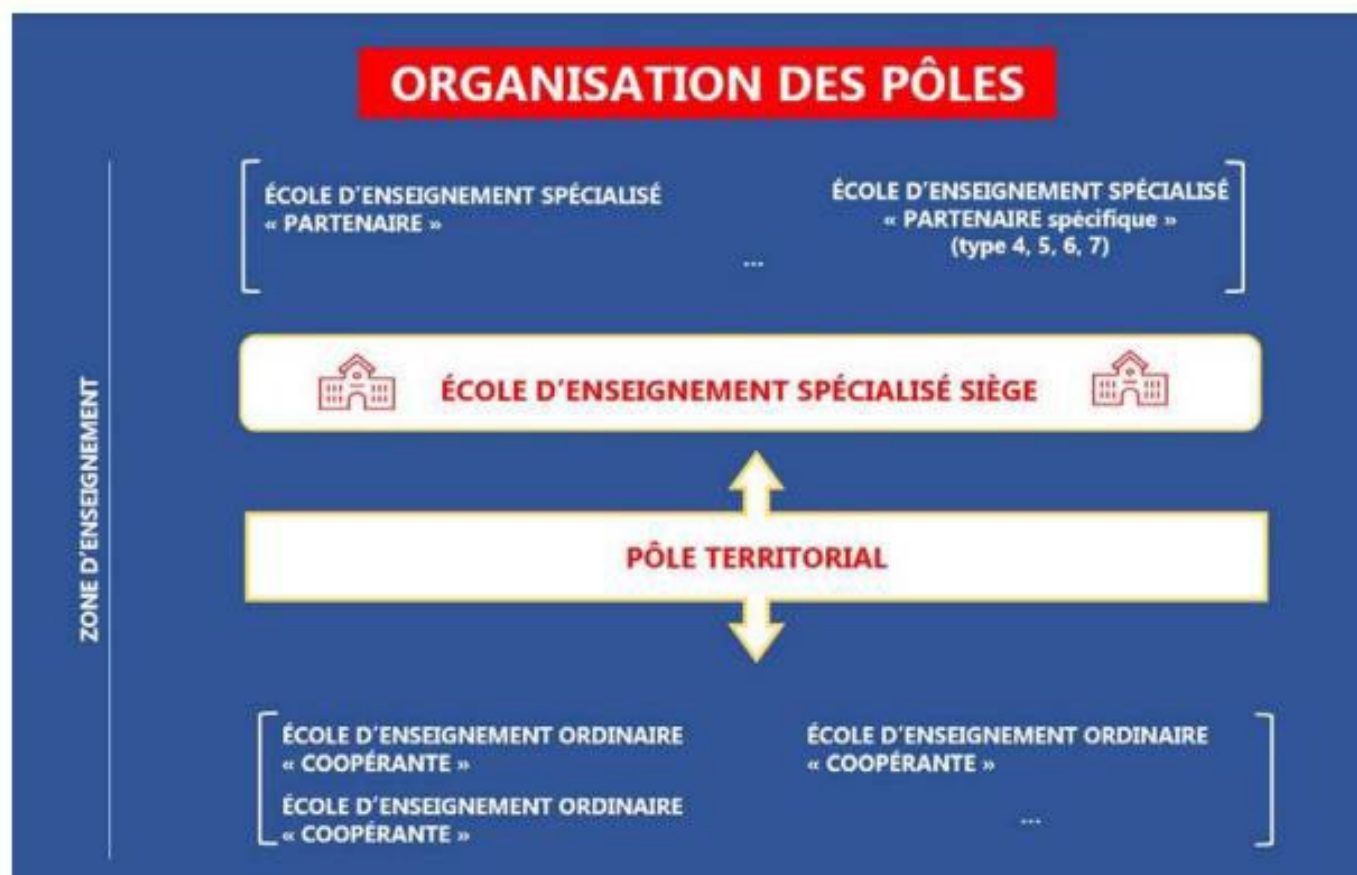 ORGANISATION DES PÔLES
ÉCOLE D'ENSEIGNEMENT SPÉCIALISÉ
« PARTENAIRE »
...
ÉCOLE D'ENSEIGNEMENT SPÉCIALISÉ
« PARTENAIRE spécifique »
(type 4, 5, 6, 7)
ÉCOLE D'ENSEIGNEMENT SPÉCIALISÉ SIÈGE
ZONE D'ENSEIGNEMENT
PÔLE TERRITORIAL
ÉCOLE D'ENSEIGNEMENT ORDINAIRE
« COOPÉRANTE »
ÉCOLE D'ENSEIGNEMENT ORDINAIRE
« COOPÉRANTE »
ÉCOLE D'ENSEIGNEMENT ORDINAIRE
« COOPÉRANTE »
...